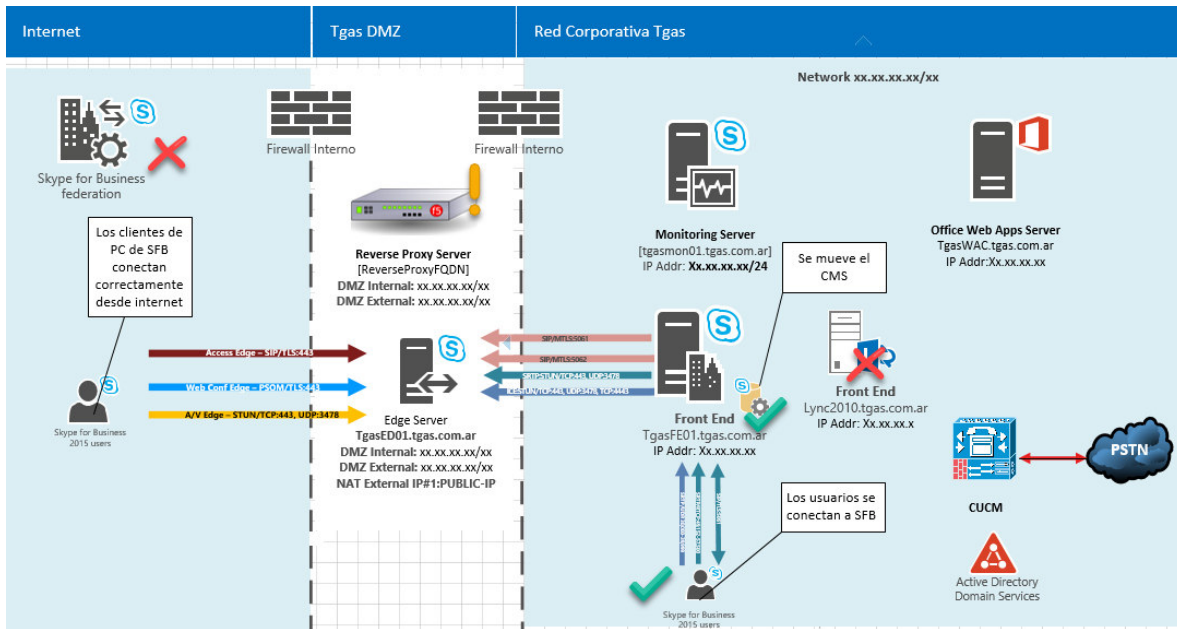 Internet
Tgas DMZ
Red Corporativa Tgas
Network xx.xx.xx.xx/xx
Skype for Business
federation
Los clientes de
PC de SFB
conectan
correctamente
desde internet
Access Edge – SIP/TLS:443
Web Conf Edge – PSOM/TLS:443
A/V Edge – STUN/TCP:443, UDP:3478
Skype for Business
2015 users
Firewall Interno
Firewall Interno
f5
Reverse Proxy Server
[ReverseProxyFQDN]
DMZ Internal: xx.xx.xx.xx/xx
DMZ External: xx.xx.xx.xx/xx
Edge Server
TgasED01.tgas.com.ar
DMZ Internal: xx.xx.xx.xx/xx
DMZ External: xx.xx.xx.xx/xx
NAT External IP#1:PUBLIC-IP
SIP/MTLS:5061
SIP/MTLS:5062
Monitoring Server
[tgasmon01.tgas.com.ar]
IP Addr: Xx.xx.xx.xx/24
Office Web Apps Server
TgasWAC.tgas.com.ar
IP Addr:Xx.xx.xx.xx
Se mueve el
CMS
Front End
TgasFE01.tgas.com.ar
IP Addr: Xx.xx.xx.xx
Front End
Lync2010.tgas.com.ar
IP Addr: Xx.xx.xx.x
CUCM
PSTN
Los usuarios se
conectan a SFB
Skype for Business
2015 users
Active Directory
Domain Services